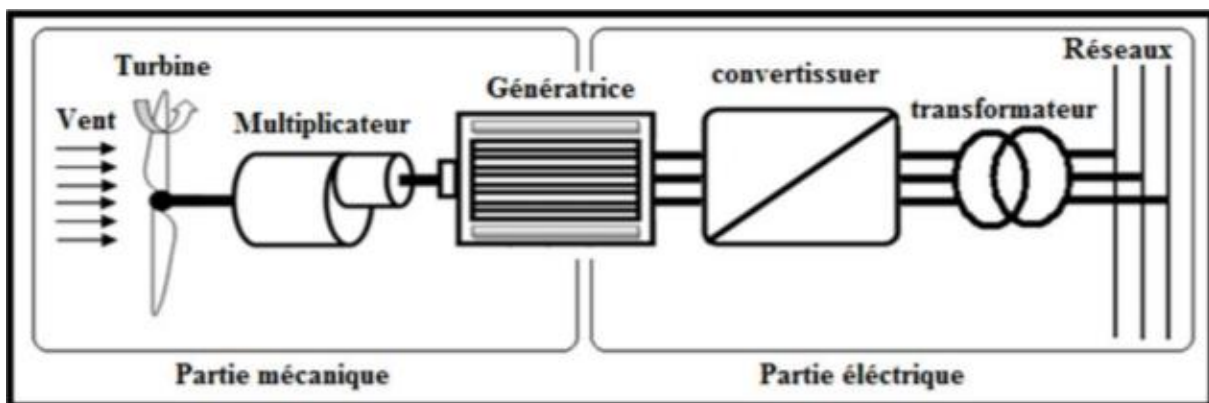 Turbine
Vent
Multiplicateur
Génératrice
convertissuer
transformateur
Réseaux
Partie mécanique
Partie éléctrique